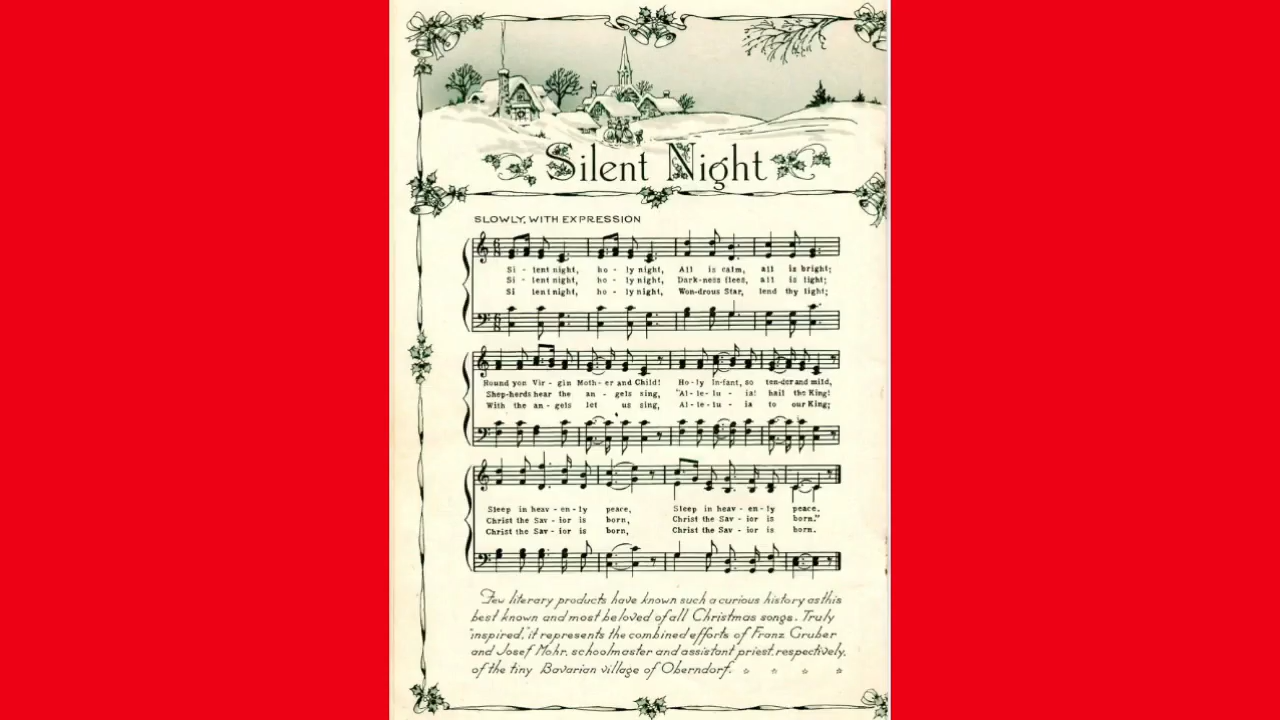 Silent Night
SLOWLY, WITH EXPRESSION
Si - lent night, ho - ly night, All is calm, all is bright;
Si - lent night, ho - ly night, Dark-ness flees, all is light;
Si lent night, ho - ly night, Won-drous Star, lend thy light;
Round yon Vir - gin Moth-er and Child! Ho-ly In-fant, so ten-der and mild,
Shep-herds hear the an - gels sing, "Al-le-lu - ia! hail the King!
With the an-gels let us sing, Al-le-lu - ia to our King;
Sleep in heav-en-ly peace, Sleep in heav-en-ly peace.
Christ the Sav-ior is born, Christ the Sav-ior is born."
Christ the Sav-ior is born, Christ the Sav-ior is born.
Few literary products have known such a curious history as this
best known and most beloved of all Christmas songs. Truly
"inspired," it represents the combined efforts of Franz Gruber
and Josef Mohr, schoolmaster and assistant priest, respectively,
of the tiny Bavarian village of Oberndorf.